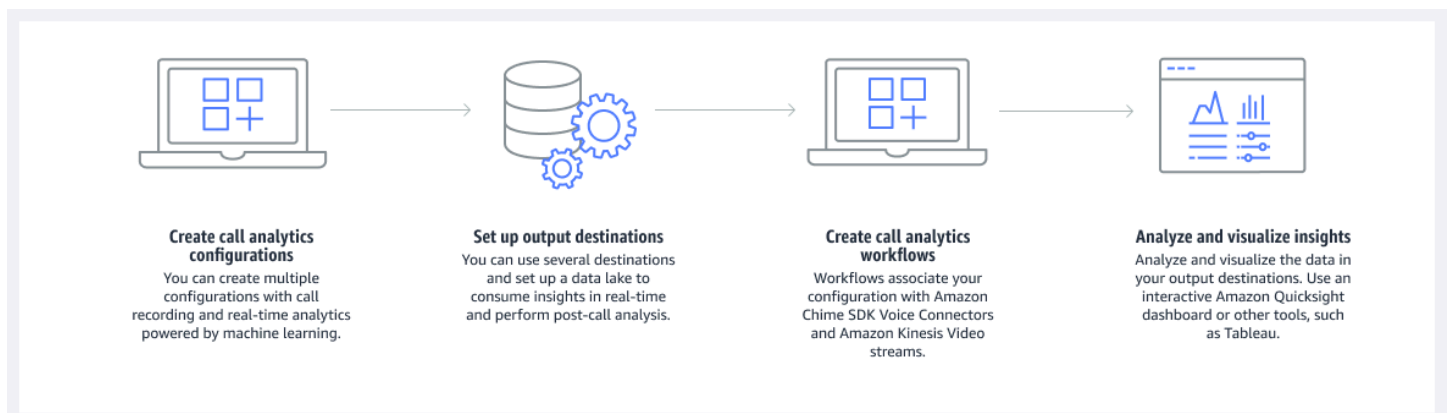 Create call analytics
configurations
You can create multiple
configurations with call
recording and real-time analytics
powered by machine learning.
Set up output destinations
You can use several destinations
and set up a data lake to
consume insights in real-time
and perform post-call analysis.
Create call analytics
workflows
Workflows associate your
configuration with Amazon
Chime SDK Voice Connectors
and Amazon Kinesis Video
streams.
Analyze and visualize insights
Analyze and visualize the data in
your output destinations. Use an
interactive Amazon Quicksight
dashboard or other tools, such
as Tableau.